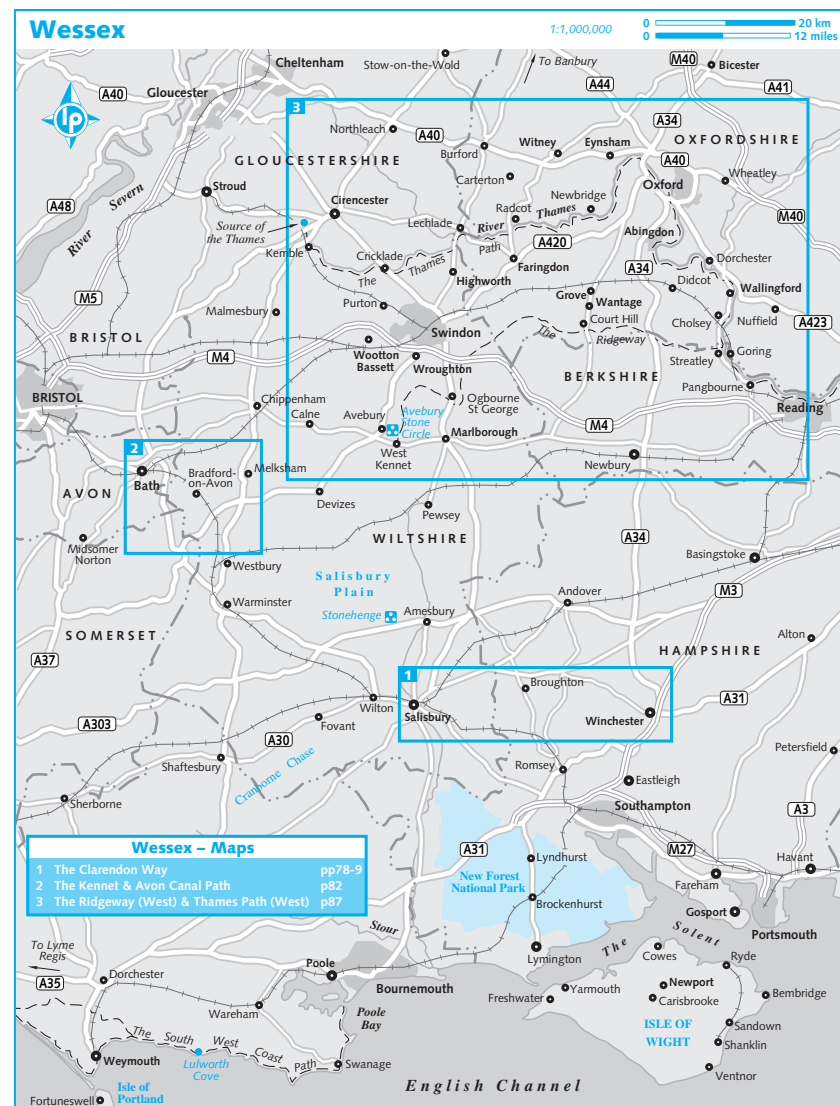 Wessex
1:1,000,000
0 20 km
0 12 miles
Cheltenham
Stow-on-the-Wold
To Banbury
M40
Bicester
A40
Gloucester
A44
A41
lp
3
Northleach
A40
A34
OXFORDSHIRE
Burford
Witney
Eynsham
GLOUCESTERSHIRE
A40
Carterton
Oxford
Wheatley
Stroud
A48
River Severn
Cirencester
Newbridge
Radcot
River Thames
M40
Source of
the Thames
Lechlade
Abingdon
Kemble
Cricklade
The Thames Path
A420
Faringdon
A34
Dorchester
Highworth
Didcot
Wallingford
M5
Purton
Grove
Wantage
Malmesbury
Court Hill
Cholsey
Nuffield
A423
BRISTOL
Swindon
The Ridgeway
M4
Wootton
Bassett
Wroughton
Streatley
Goring
BERKSHIRE
Pangbourne
BRISTOL
Chippenham
Ogbourne
St George
Reading
Calne
Avebury
Avebury
Stone
Circle
M4
2
Marlborough
West
Kennet
Bath
Bradford-
on-Avon
Melksham
Newbury
AVON
Devizes
Pewsey
Midsomer
Norton
WILTSHIRE
A34
Basingstoke
Westbury
Salisbury
Plain
M3
Warminster
Andover
Stonehenge
Amesbury
SOMERSET
Alton
A37
HAMPSHIRE
1
Broughton
Wilton
Salisbury
Winchester
A31
A303
Fovant
A30
Petersfield
Shaftesbury
Romsey
Cranborne Chase
Eastleigh
Sherborne
Southampton
A3
Wessex – Maps
1 The Clarendon Way pp78-9
2 The Kennet & Avon Canal Path p82
3 The Ridgeway (West) & Thames Path (West) p87
A31
M27
Lyndhurst
Havant
New Forest
National Park
Fareham
Brockenhurst
Gosport
Stour
The Solent
Portsmouth
To Lyme
Regis
Lymington
Cowes
Ryde
Poole
Dorchester
Bournemouth
A35
Newport
Yarmouth
Bembridge
Freshwater
Carisbrooke
Wareham
Poole
Bay
ISLE OF
WIGHT
Sandown
The South West Coast Path
Shanklin
Weymouth
Lulworth
Cove
Swanage
Ventnor
Isle of
Portland
English Channel
Fortuneswell